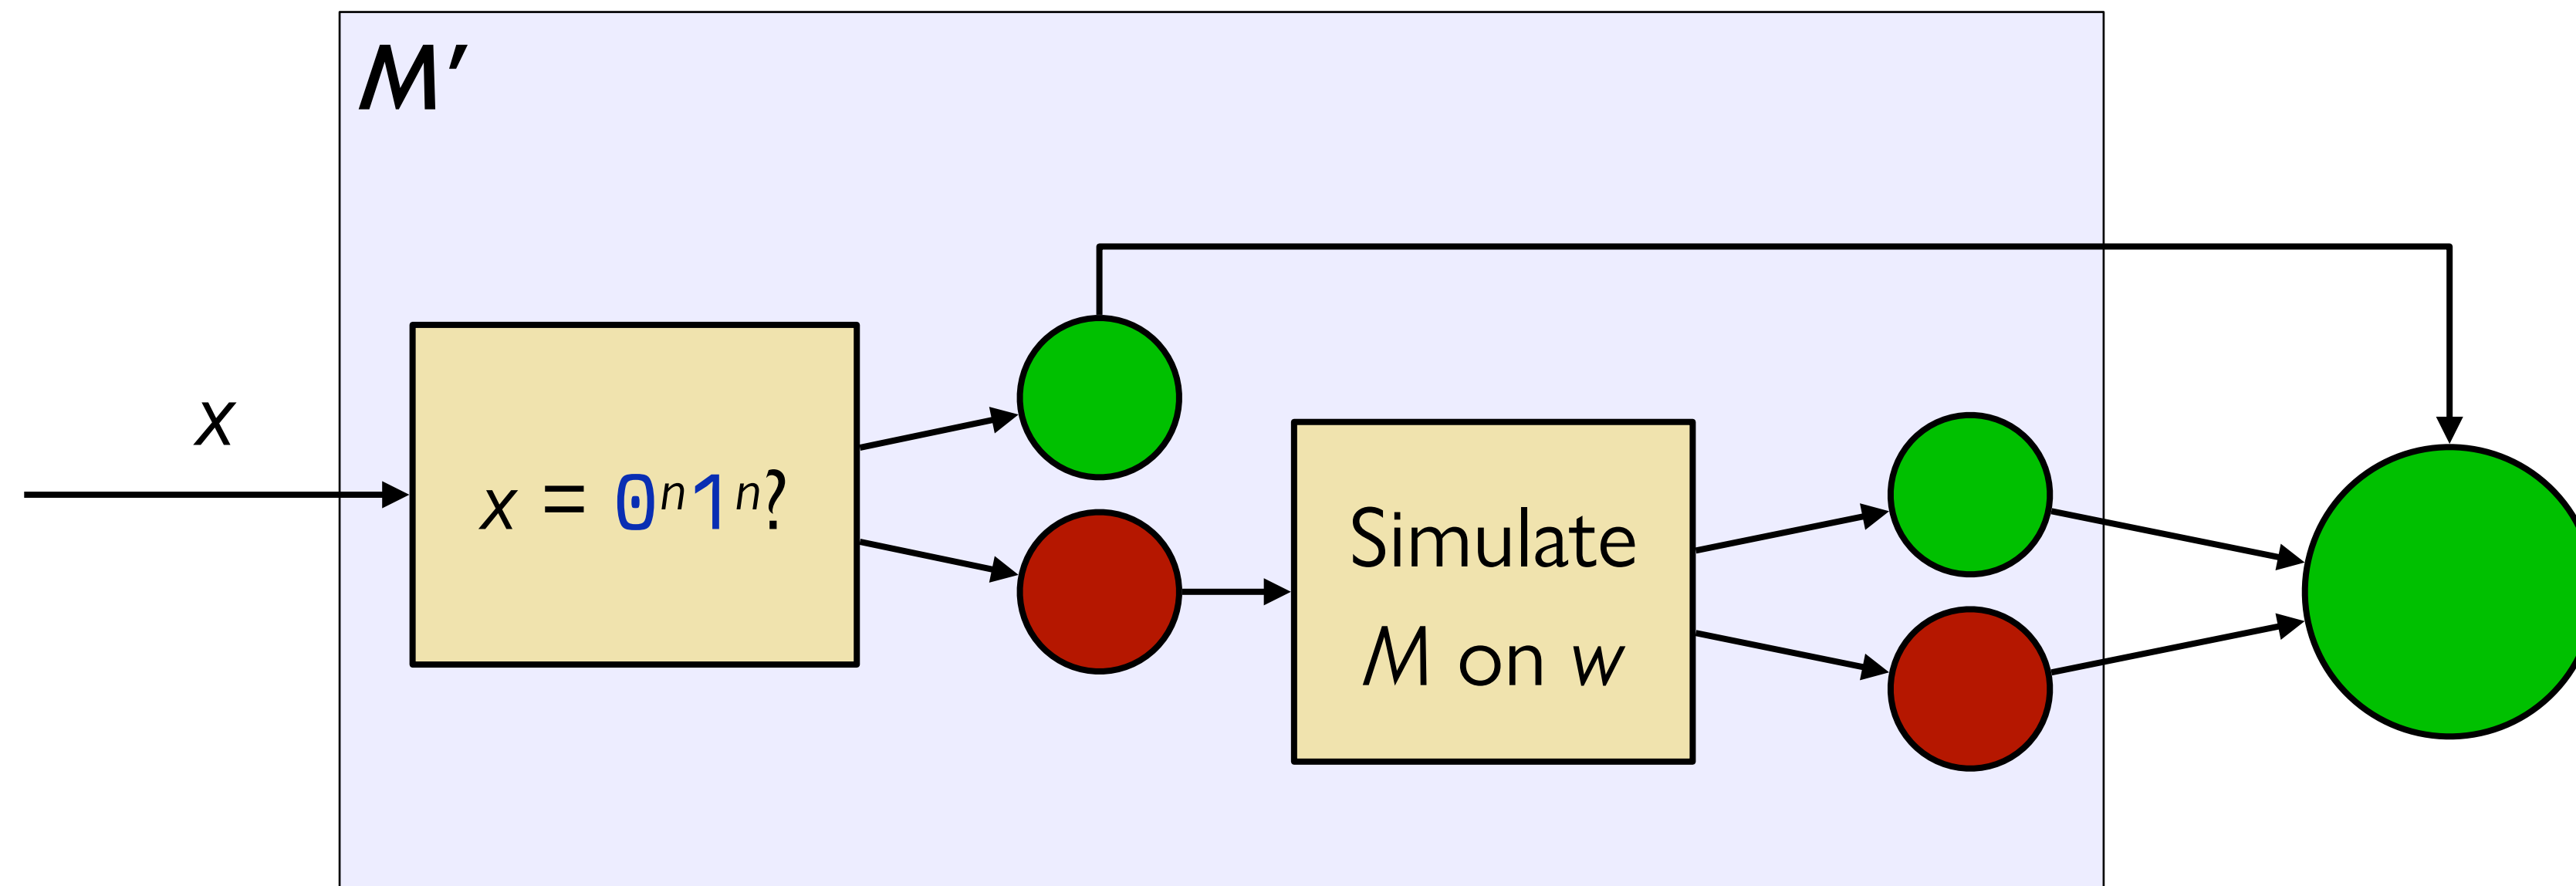 M′
x
x = 0ⁿ1ⁿ?
Simulate
M on w